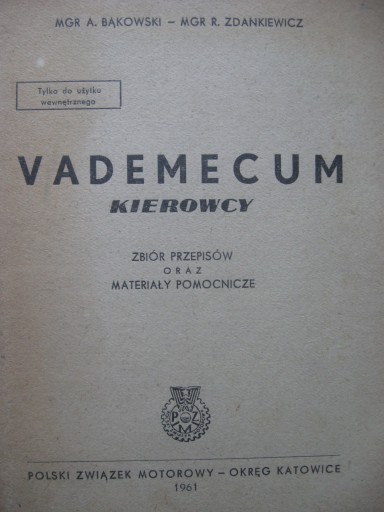 MGR A. BĄKOWSKI – MGR R. ZDANKIEWICZ
Tylko do użytku
wewnętrznego
VADEMECUM
KIEROWCY
ZBIÓR PRZEPISÓW
ORAZ
MATERIAŁY POMOCNICZE
P Z
M
POLSKI ZWIĄZEK MOTOROWY – OKRĘG KATOWICE
1961